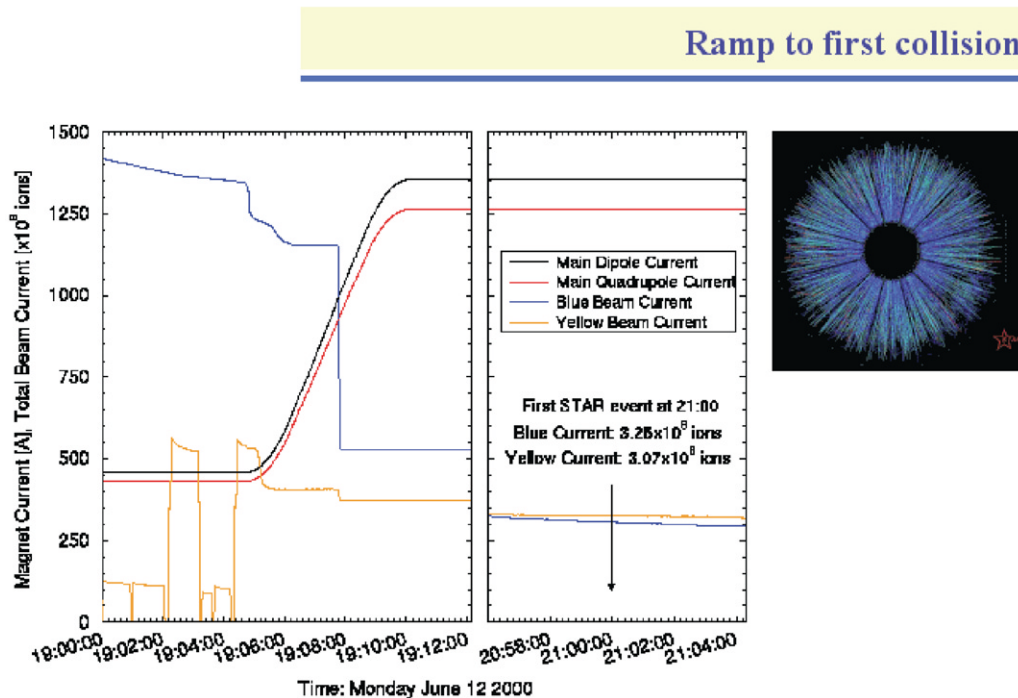 Ramp to first collision
Magnet Current [A], Total Beam Current [x10⁸ ions]
1500
1250
1000
750
500
250
0
Main Dipole Current
Main Quadrupole Current
Blue Beam Current
Yellow Beam Current
First STAR event at 21:00
Blue Current: 3.26x10⁸ ions
Yellow Current: 3.07x10⁸ ions
19:00:00 19:02:00 19:04:00 19:06:00 19:08:00 19:10:00 19:12:00 20:58:00 21:00:00 21:02:00 21:04:00
Time: Monday June 12 2000